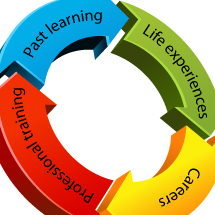 Past learning
Life experiences
Careers
Professional training